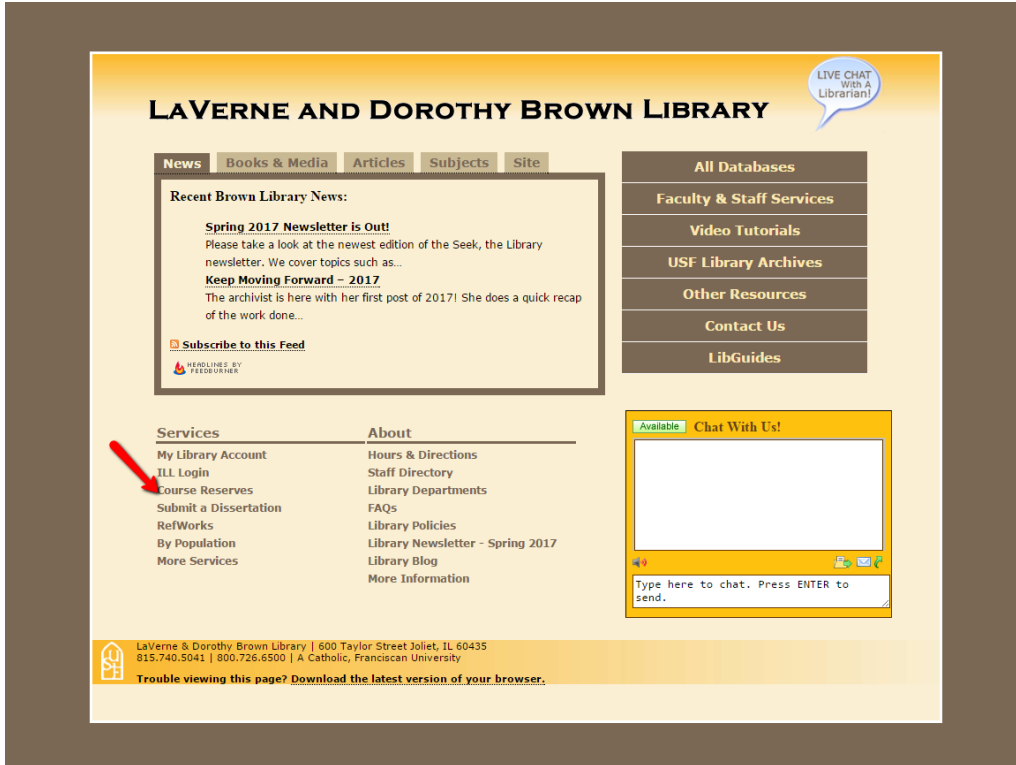 LIVE CHAT
With A
Librarian!
LAVERNE AND DOROTHY BROWN LIBRARY
News Books & Media Articles Subjects Site
Recent Brown Library News:
Spring 2017 Newsletter is Out!
Please take a look at the newest edition of the Seek, the Library
newsletter. We cover topics such as...
Keep Moving Forward – 2017
The archivist is here with her first post of 2017! She does a quick recap
of the work done...
Subscribe to this Feed
HEADLINES BY
FEEDBURNER
All Databases
Faculty & Staff Services
Video Tutorials
USF Library Archives
Other Resources
Contact Us
LibGuides
Services
My Library Account
ILL Login
Course Reserves
Submit a Dissertation
RefWorks
By Population
More Services
About
Hours & Directions
Staff Directory
Library Departments
FAQs
Library Policies
Library Newsletter - Spring 2017
Library Blog
More Information
Available Chat With Us!
Type here to chat. Press ENTER to
send.
USF
LaVerne & Dorothy Brown Library | 600 Taylor Street Joliet, IL 60435
815.740.5041 | 800.726.6500 | A Catholic, Franciscan University
Trouble viewing this page? Download the latest version of your browser.